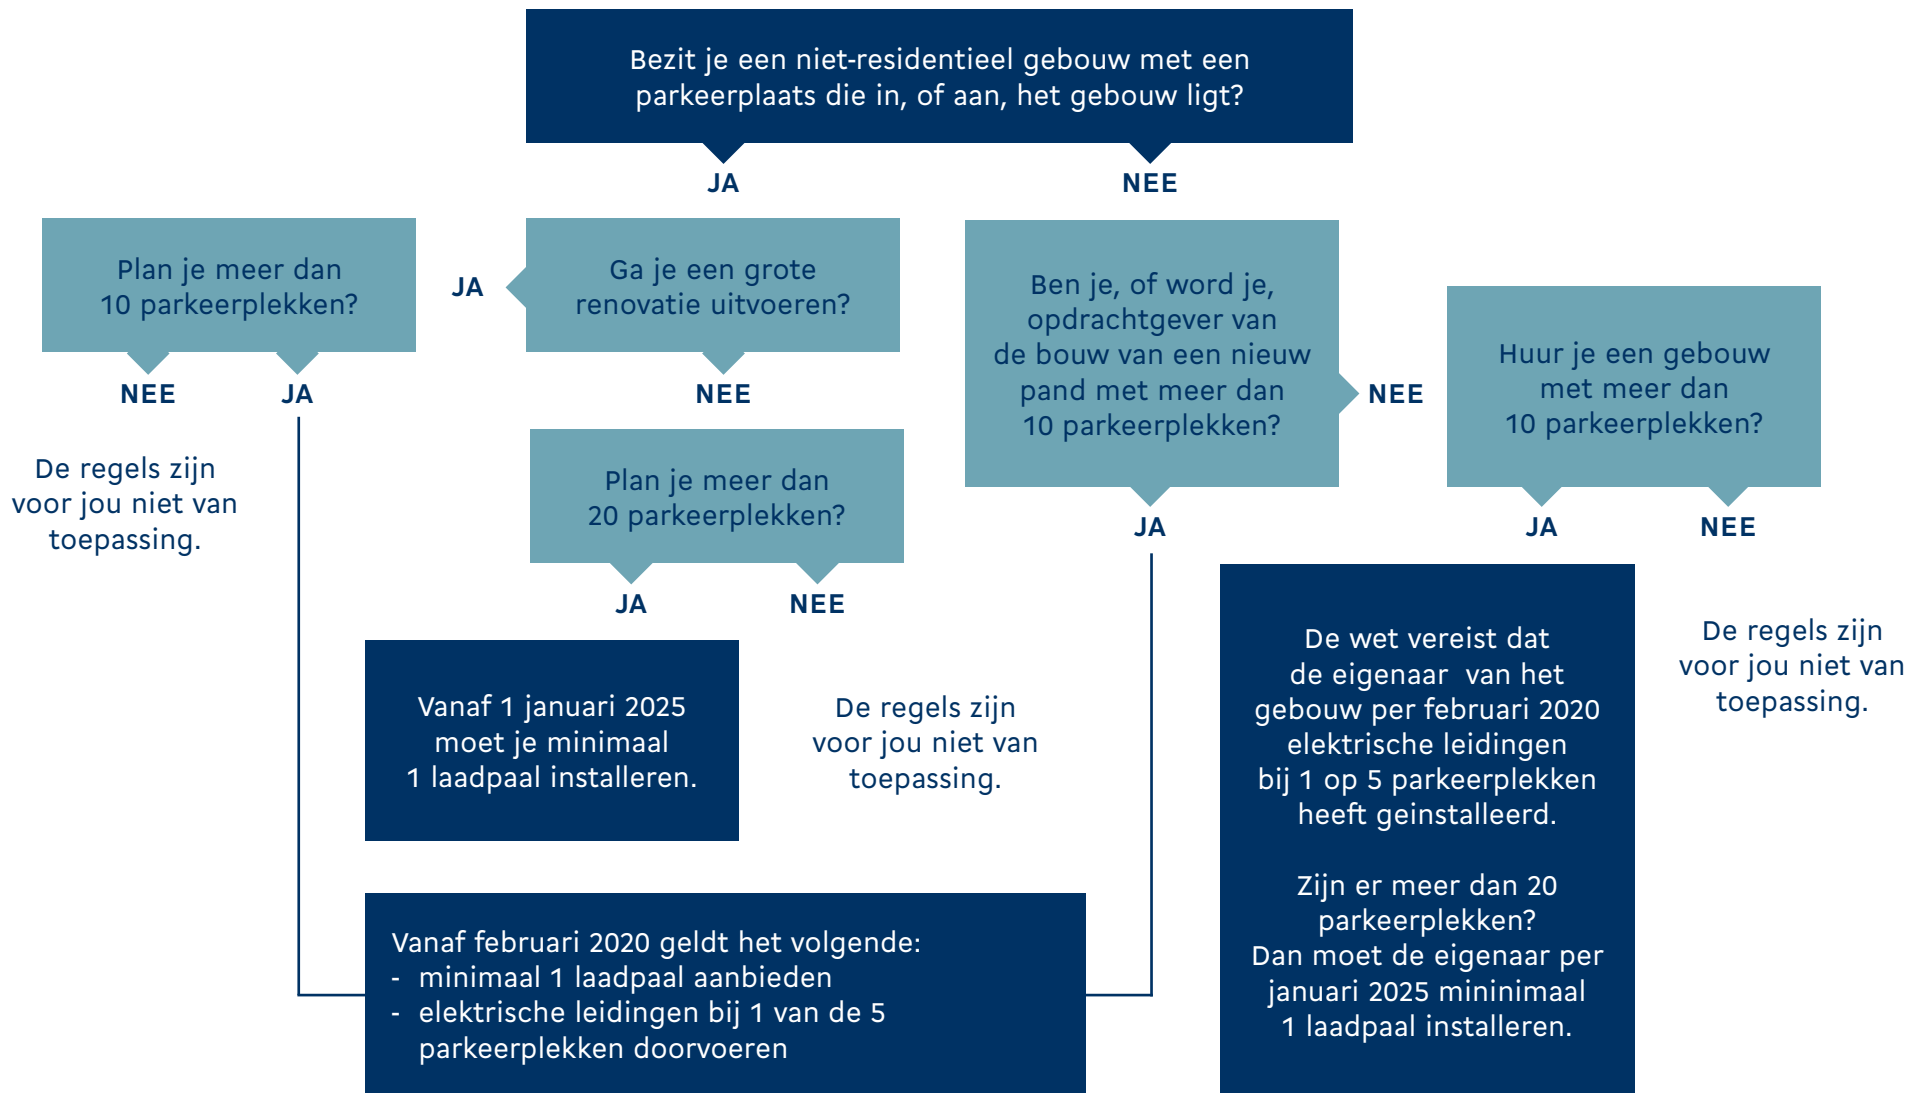 Bezit je een niet-residentieel gebouw met een
parkeerplaats die in, of aan, het gebouw ligt?
JA
NEE
Plan je meer dan
10 parkeerplekken?
JA
Ga je een grote
renovatie uitvoeren?
Ben je, of word je,
opdrachtgever van
de bouw van een nieuw
pand met meer dan
10 parkeerplekken?
NEE
Huur je een gebouw
met meer dan
10 parkeerplekken?
NEE
JA
NEE
De regels zijn
voor jou niet van
toepassing.
Plan je meer dan
20 parkeerplekken?
JA
JA
NEE
JA
NEE
Vanaf 1 januari 2025
moet je minimaal
1 laadpaal installeren.
De regels zijn
voor jou niet van
toepassing.
De wet vereist dat
de eigenaar van het
gebouw per februari 2020
elektrische leidingen
bij 1 op 5 parkeerplekken
heeft geinstalleerd.
Zijn er meer dan 20
parkeerplekken?
Dan moet de eigenaar per
januari 2025 mininimaal
1 laadpaal installeren.
De regels zijn
voor jou niet van
toepassing.
Vanaf februari 2020 geldt het volgende:
- minimaal 1 laadpaal aanbieden
- elektrische leidingen bij 1 van de 5
parkeerplekken doorvoeren